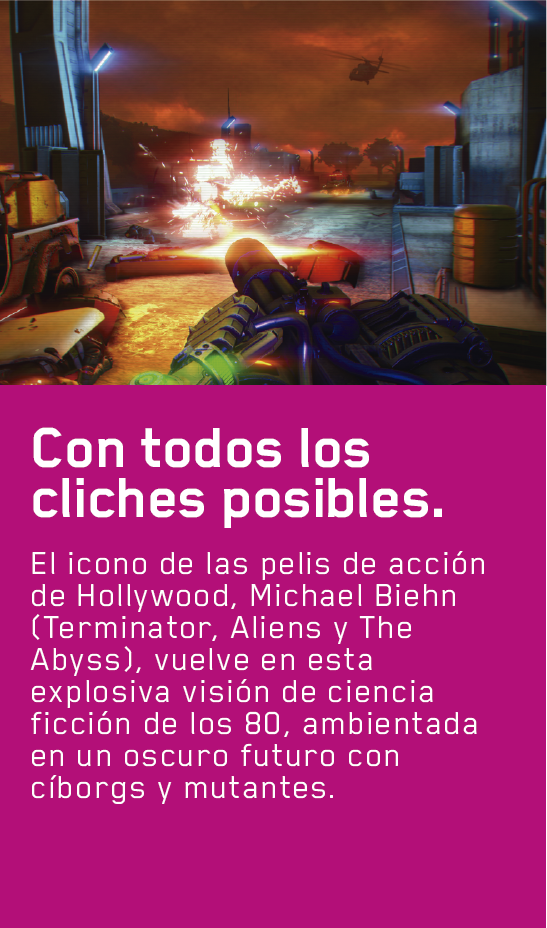 Con todos los
cliches posibles.
El icono de las pelis de acción
de Hollywood, Michael Biehn
(Terminator, Aliens y The
Abyss), vuelve en esta
explosiva visión de ciencia
ficción de los 80, ambientada
en un oscuro futuro con
cíborgs y mutantes.